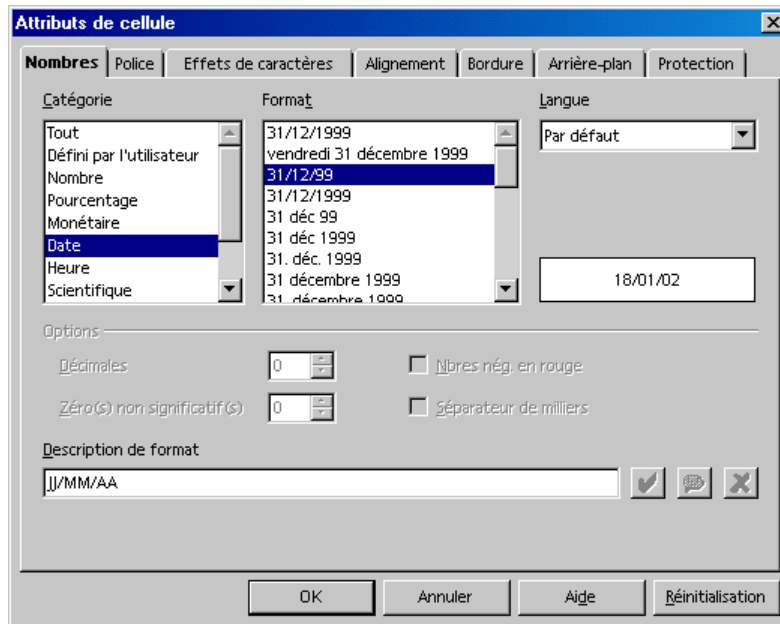 Attributs de cellule
Nombres Police Effets de caractères Alignement Bordure Arrière-plan Protection
Catégorie
Tout
Défini par l'utilisateur
Nombre
Pourcentage
Monétaire
Date
Heure
Scientifique
Format
31/12/1999
vendredi 31 décembre 1999
31/12/99
31/12/1999
31 déc 99
31 déc 1999
31. déc. 1999
31 décembre 1999
31. décembre 1999
Langue
Par défaut
18/01/02
Options
Décimales 0 Nbres nég. en rouge
Zéro(s) non significatif(s) 0 Séparateur de milliers
Description de format
JJ/MM/AA
OK Annuler Aide Réinitialisation